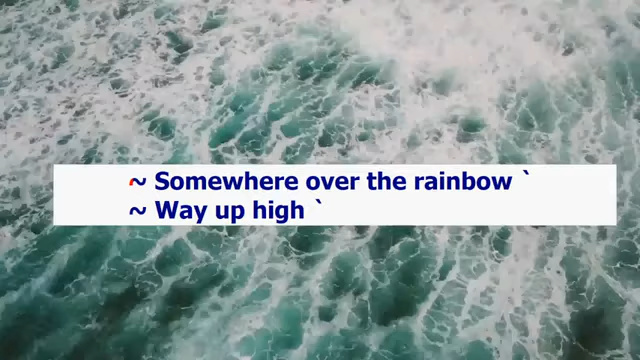 ~ Somewhere over the rainbow `
~ Way up high `